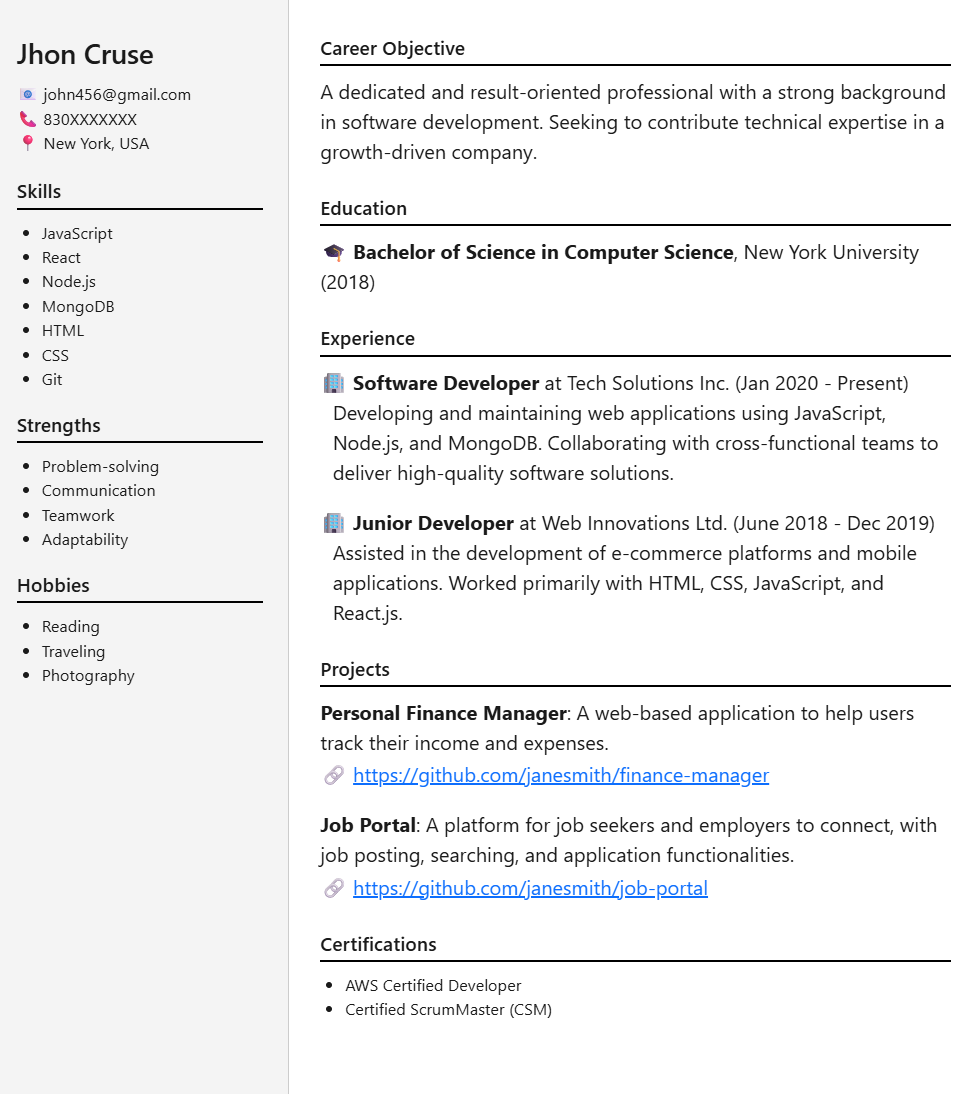 Jhon Cruse
john456@gmail.com
830XXXXXXX
New York, USA
Skills
JavaScript
React
Node.js
MongoDB
HTML
CSS
Git
Strengths
Problem-solving
Communication
Teamwork
Adaptability
Hobbies
Reading
Traveling
Photography
Career Objective
A dedicated and result-oriented professional with a strong background
in software development. Seeking to contribute technical expertise in a
growth-driven company.
Education
Bachelor of Science in Computer Science, New York University
(2018)
Experience
Software Developer at Tech Solutions Inc. (Jan 2020 - Present)
Developing and maintaining web applications using JavaScript,
Node.js, and MongoDB. Collaborating with cross-functional teams to
deliver high-quality software solutions.
Junior Developer at Web Innovations Ltd. (June 2018 - Dec 2019)
Assisted in the development of e-commerce platforms and mobile
applications. Worked primarily with HTML, CSS, JavaScript, and
React.js.
Projects
Personal Finance Manager: A web-based application to help users
track their income and expenses.
https://github.com/janesmith/finance-manager
Job Portal: A platform for job seekers and employers to connect, with
job posting, searching, and application functionalities.
https://github.com/janesmith/job-portal
Certifications
AWS Certified Developer
Certified ScrumMaster (CSM)